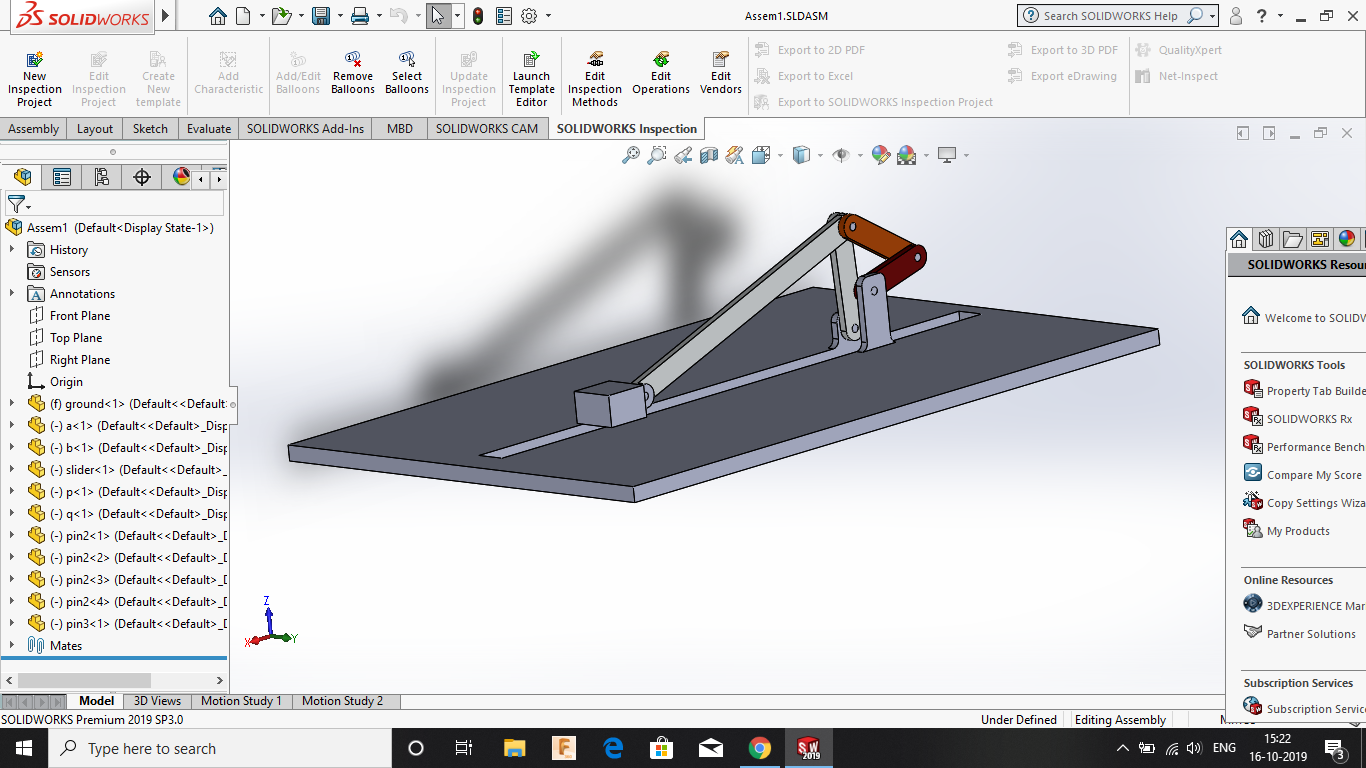 SOLIDWORKS
Assem1.SLDASM
Search SOLIDWORKS Help
New Inspection Project
Edit Inspection Project
Create New template
Add Characteristic
Add/Edit Balloons
Remove Balloons
Select Balloons
Update Inspection Project
Launch Template Editor
Edit Inspection Methods
Edit Operations
Edit Vendors
Export to 2D PDF
Export to Excel
Export to SOLIDWORKS Inspection Project
Export to 3D PDF
Export eDrawing
QualityXpert
Net-Inspect
Assembly
Layout
Sketch
Evaluate
SOLIDWORKS Add-Ins
MBD
SOLIDWORKS CAM
SOLIDWORKS Inspection
Assem1 (Default<Display State-1>)
History
Sensors
Annotations
Front Plane
Top Plane
Right Plane
Origin
(f) ground<1> (Default<<Default
(-) a<1> (Default<<Default>_Disp
(-) b<1> (Default<<Default>_Disp
(-) slider<1> (Default<<Default>_
(-) p<1> (Default<<Default>_Disp
(-) q<1> (Default<<Default>_Disp
(-) pin2<1> (Default<<Default>_D
(-) pin2<2> (Default<<Default>_D
(-) pin2<3> (Default<<Default>_D
(-) pin2<4> (Default<<Default>_D
(-) pin3<1> (Default<<Default>_D
Mates
Z
X
Y
SOLIDWORKS Resour
Welcome to SOLIDW
SOLIDWORKS Tools
Property Tab Builde
SOLIDWORKS Rx
Performance Bench
Compare My Score
Copy Settings Wiza
My Products
Online Resources
3DEXPERIENCE Mar
Partner Solutions
Subscription Services
Subscription Service
Model
3D Views
Motion Study 1
Motion Study 2
SOLIDWORKS Premium 2019 SP3.0
Under Defined
Editing Assembly
Type here to search
SW
2019
ENG
15:22
16-10-2019
3